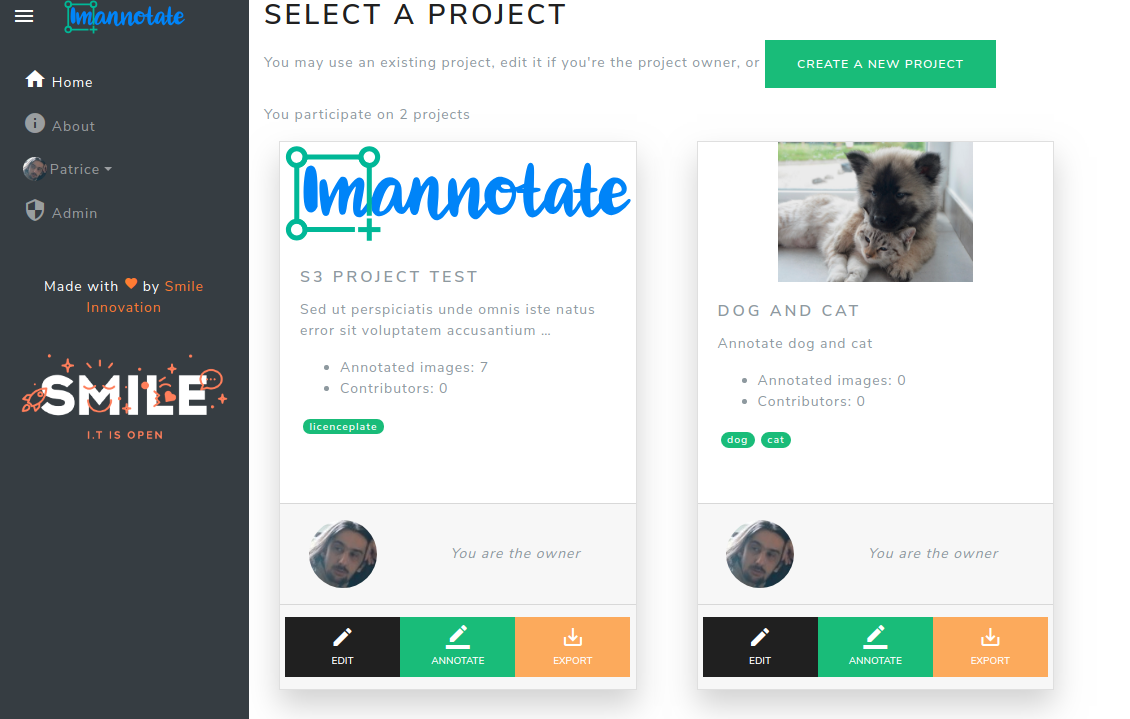 Imannotate
Home
About
Patrice
Admin
Made with by Smile
Innovation
SMILE
I.T IS OPEN
SELECT A PROJECT
You may use an existing project, edit it if you're the project owner, or CREATE A NEW PROJECT
You participate on 2 projects
Imannotate
S3 PROJECT TEST
Sed ut perspiciatis unde omnis iste natus
error sit voluptatem accusantium ...
Annotated images: 7
Contributors: 0
licenceplate
You are the owner
EDIT ANNOTATE EXPORT
DOG AND CAT
Annotate dog and cat
Annotated images: 0
Contributors: 0
dog cat
You are the owner
EDIT ANNOTATE EXPORT